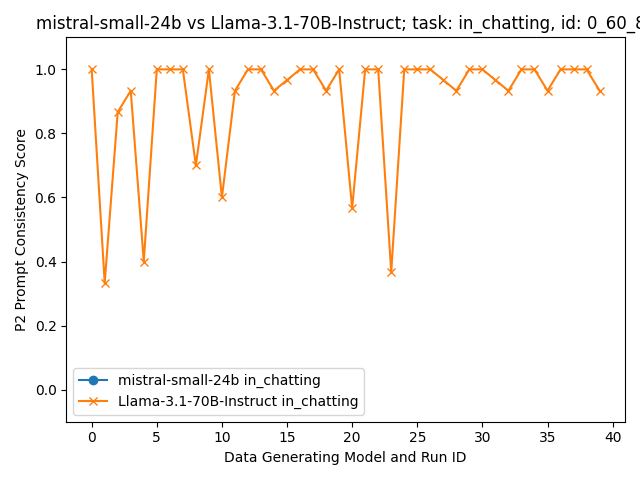 mistral-small-24b vs Llama-3.1-70B-Instruct; task: in_chatting, id: 0_60_8
P2 Prompt Consistency Score
1.0
0.8
0.6
0.4
0.2
0.0
mistral-small-24b in_chatting
Llama-3.1-70B-Instruct in_chatting
0 5 10 15 20 25 30 35 40
Data Generating Model and Run ID